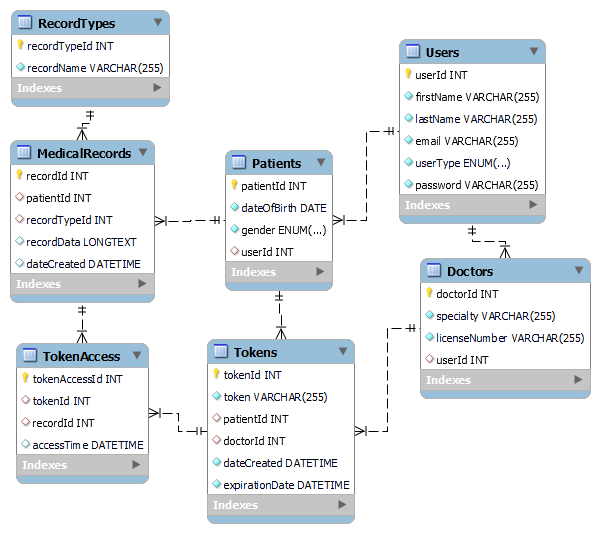 RecordTypes
recordTypeId INT
recordName VARCHAR(255)
Indexes
Users
userId INT
firstName VARCHAR(255)
lastName VARCHAR(255)
email VARCHAR(255)
userType ENUM(...)
password VARCHAR(255)
Indexes
MedicalRecords
recordId INT
patientId INT
recordTypeId INT
recordData LONGTEXT
dateCreated DATETIME
Indexes
Patients
patientId INT
dateOfBirth DATE
gender ENUM(...)
userId INT
Indexes
Doctors
doctorId INT
specialty VARCHAR(255)
licenseNumber VARCHAR(255)
userId INT
Indexes
TokenAccess
tokenAccessId INT
tokenId INT
recordId INT
accessTime DATETIME
Indexes
Tokens
tokenId INT
token VARCHAR(255)
patientId INT
doctorId INT
dateCreated DATETIME
expirationDate DATETIME
Indexes